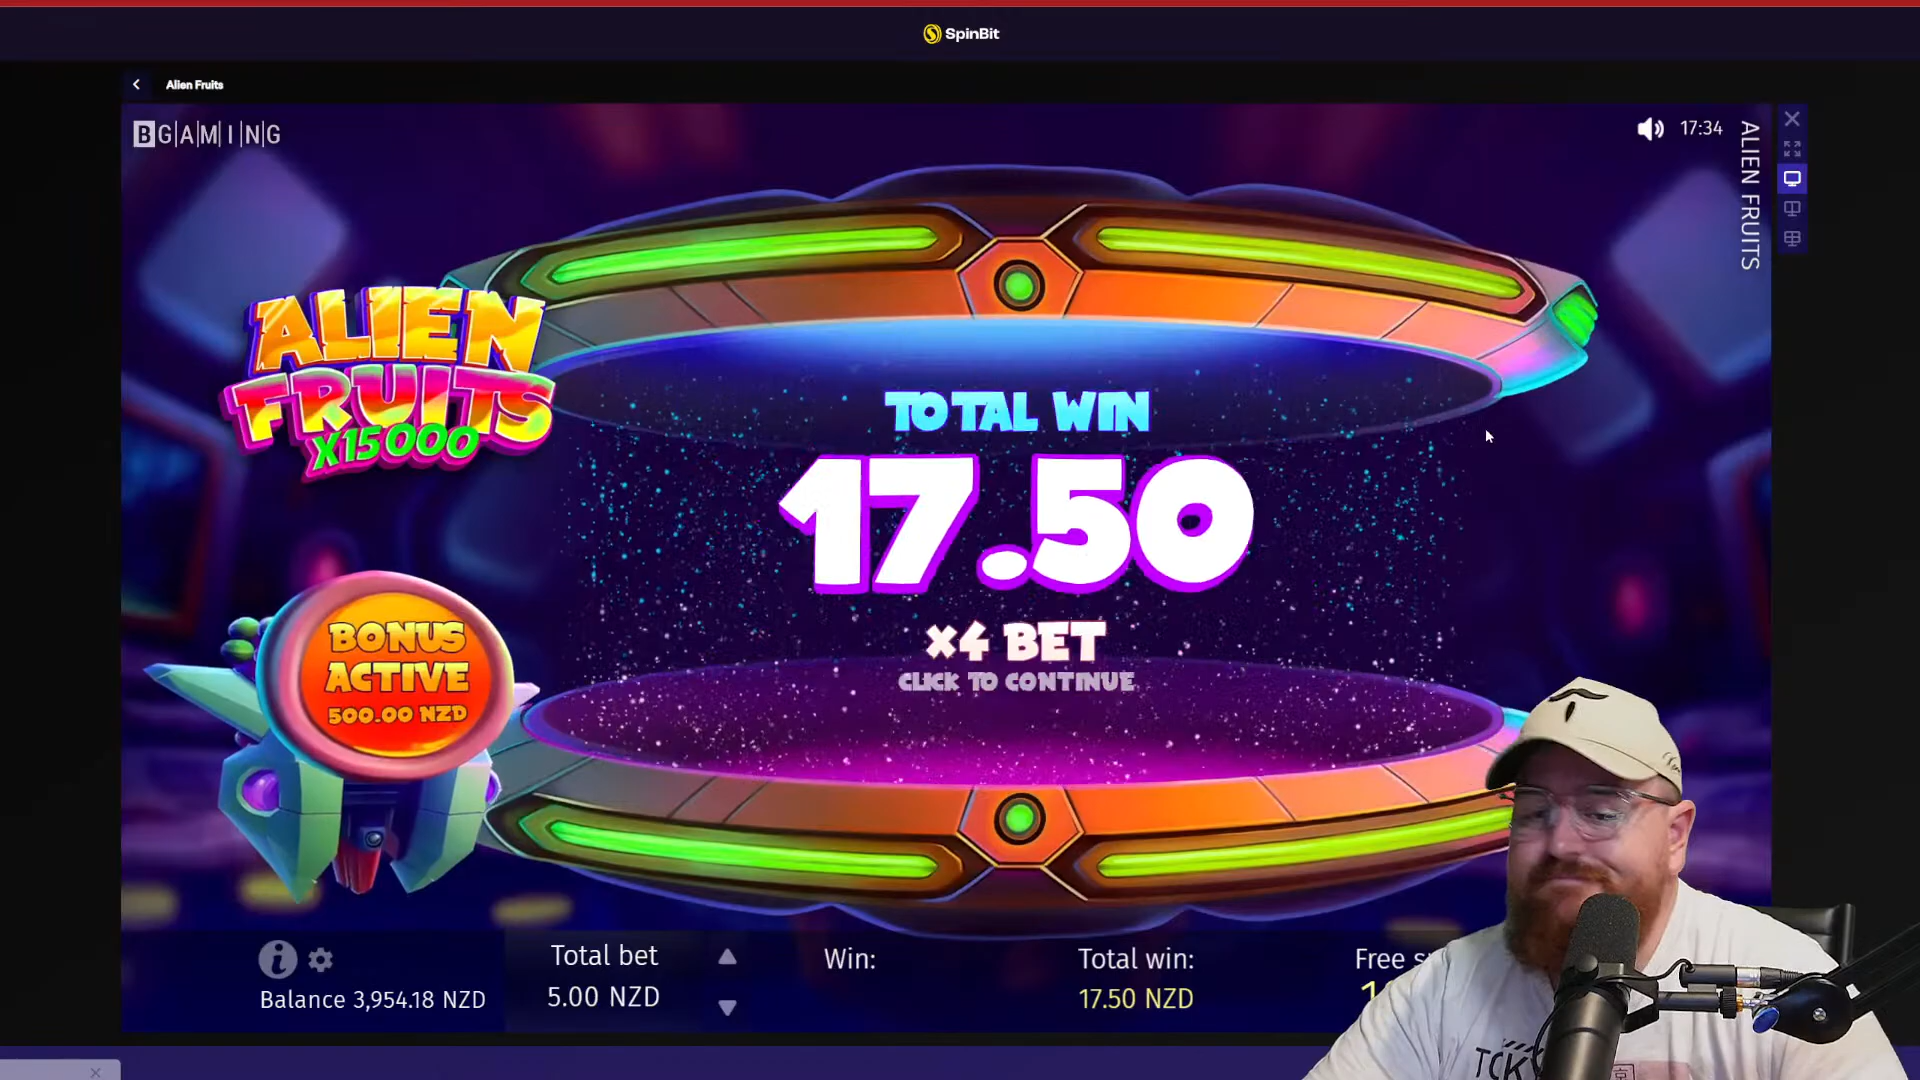 SpinBit
Alien Fruits
BGAMING
17:34
ALIEN FRUITS
ALIEN
FRUITS
X15000
TOTAL WIN
17.50
x4 BET
CLICK TO CONTINUE
BONUS
ACTIVE
500.00 NZD
Total bet
5.00 NZD
Win:
Total win:
17.50 NZD
Free
Balance 3,954.18 NZD